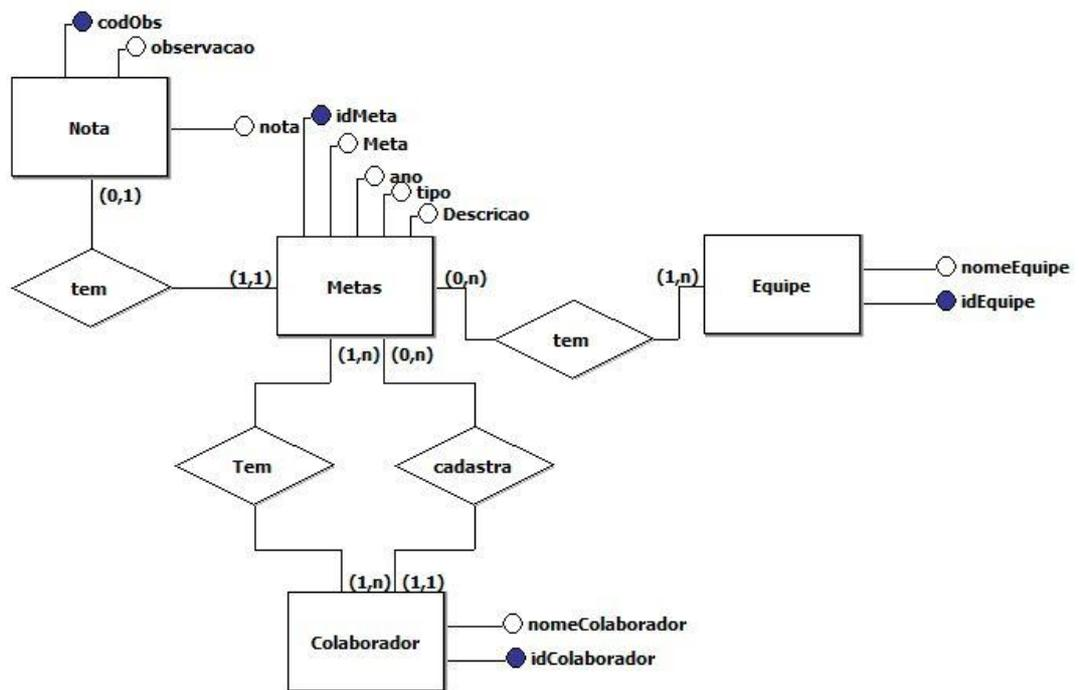 codObs
observacao
Nota
nota
(0,1)
idMeta
Meta
ano
tipo
Descricao
tem
(1,1)
Metas
(0,n)
tem
(1,n)
Equipe
nomeEquipe
idEquipe
(1,n)
(0,n)
Tem
cadastra
(1,n)
(1,1)
Colaborador
nomeColaborador
idColaborador